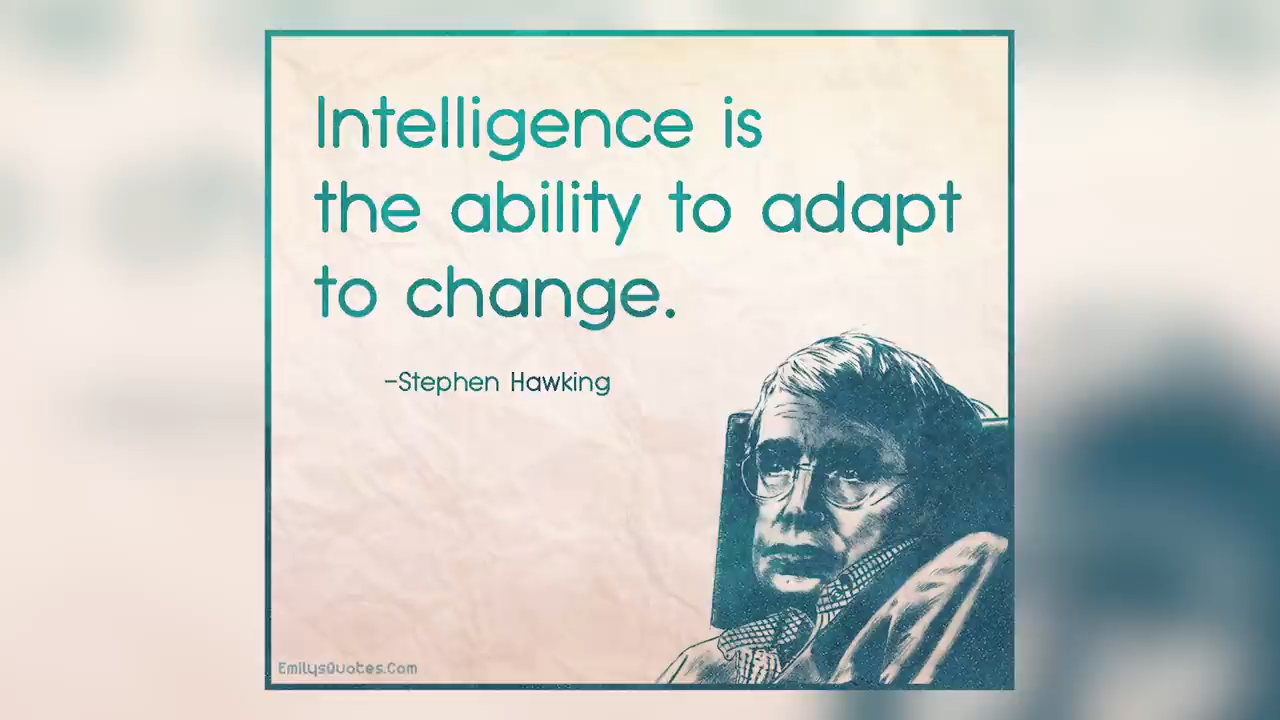 Intelligence is
the ability to adapt
to change.
-Stephen Hawking
EmilysQuotes.Com